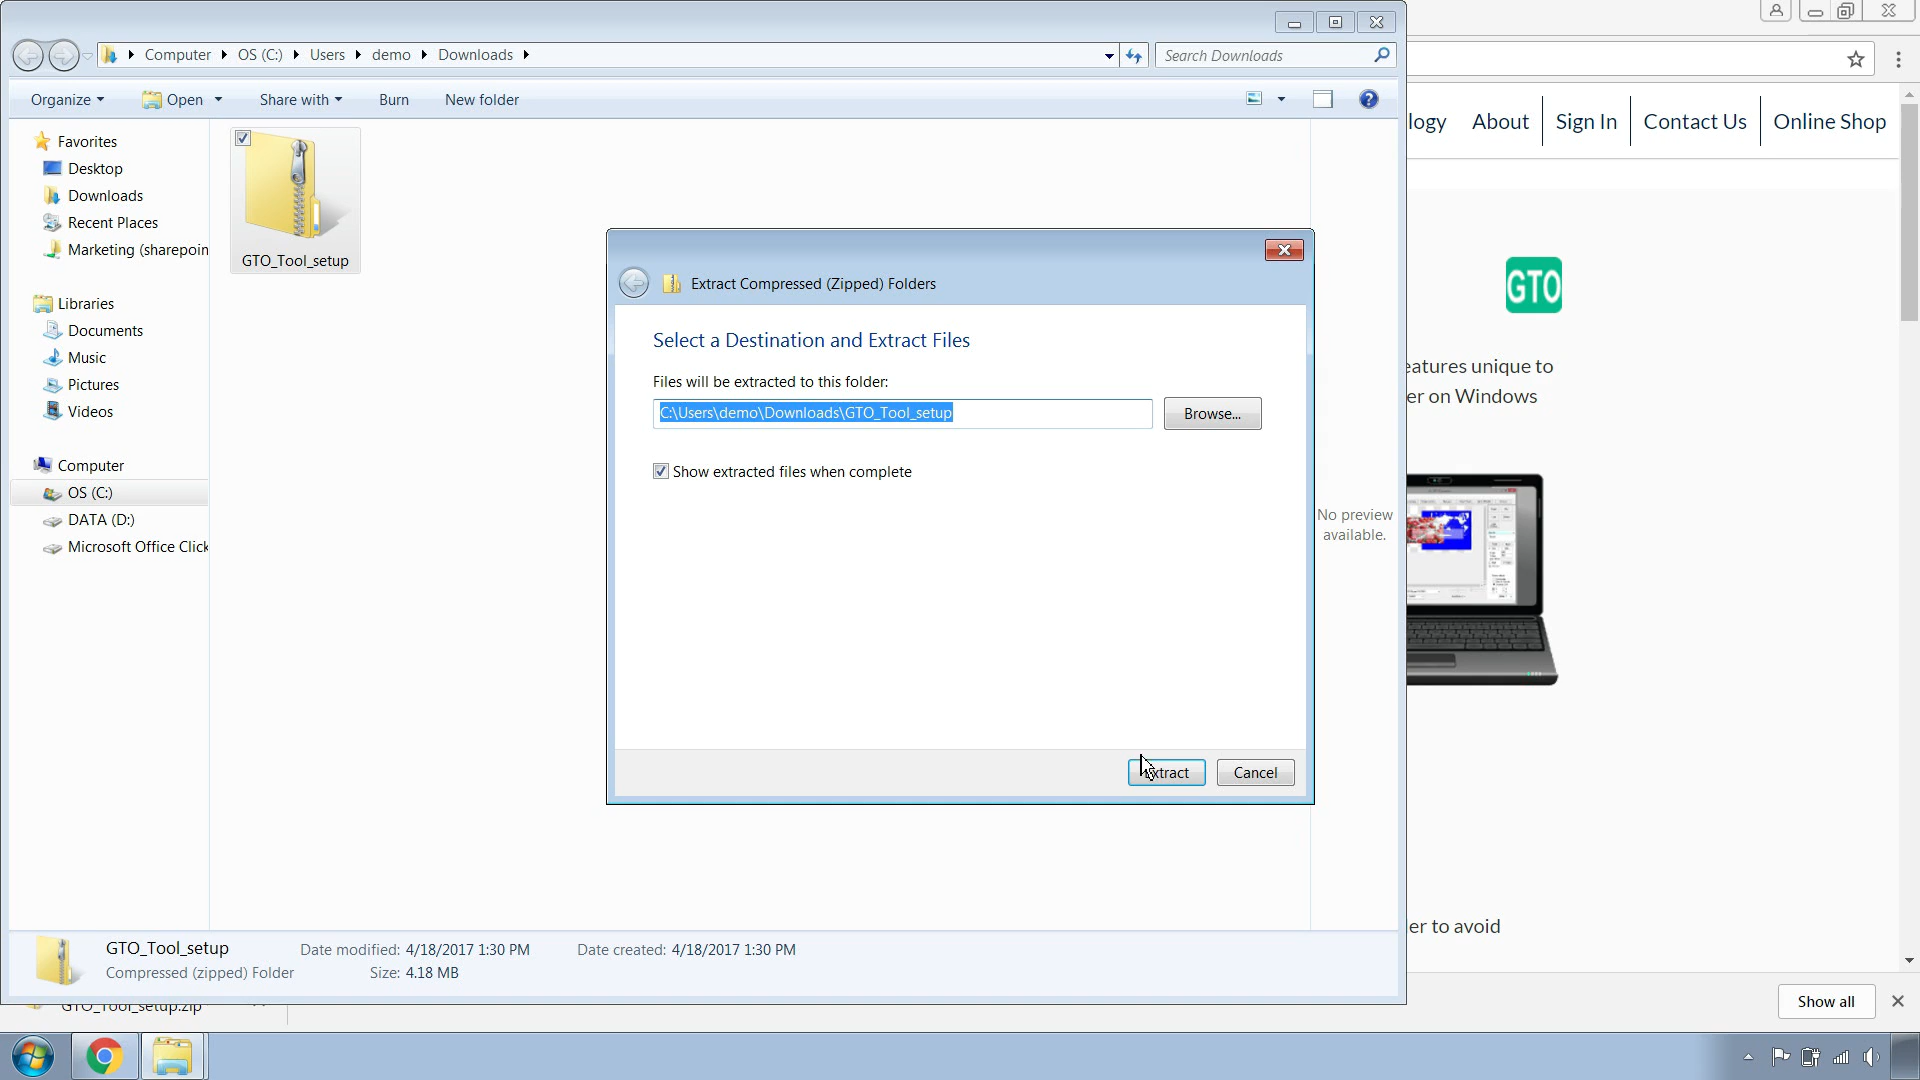 Computer OS (C:) Users demo Downloads
Search Downloads
Organize Open Share with Burn New folder
logy About Sign In Contact Us Online Shop
Favorites
Desktop
Downloads
Recent Places
Marketing (sharepoin
Libraries
Documents
Music
Pictures
Videos
Computer
OS (C:)
DATA (D:)
Microsoft Office Click
GTO_Tool_setup
Extract Compressed (Zipped) Folders
Select a Destination and Extract Files
Files will be extracted to this folder:
C:\Users\demo\Downloads\GTO_Tool_setup
Browse...
Show extracted files when complete
Extract Cancel
No preview
available.
GTO
eatures unique to
er on Windows
er to avoid
GTO_Tool_setup
Compressed (zipped) Folder
Date modified: 4/18/2017 1:30 PM
Size: 4.18 MB
Date created: 4/18/2017 1:30 PM
GTO_Tool_setup.zip
Show all